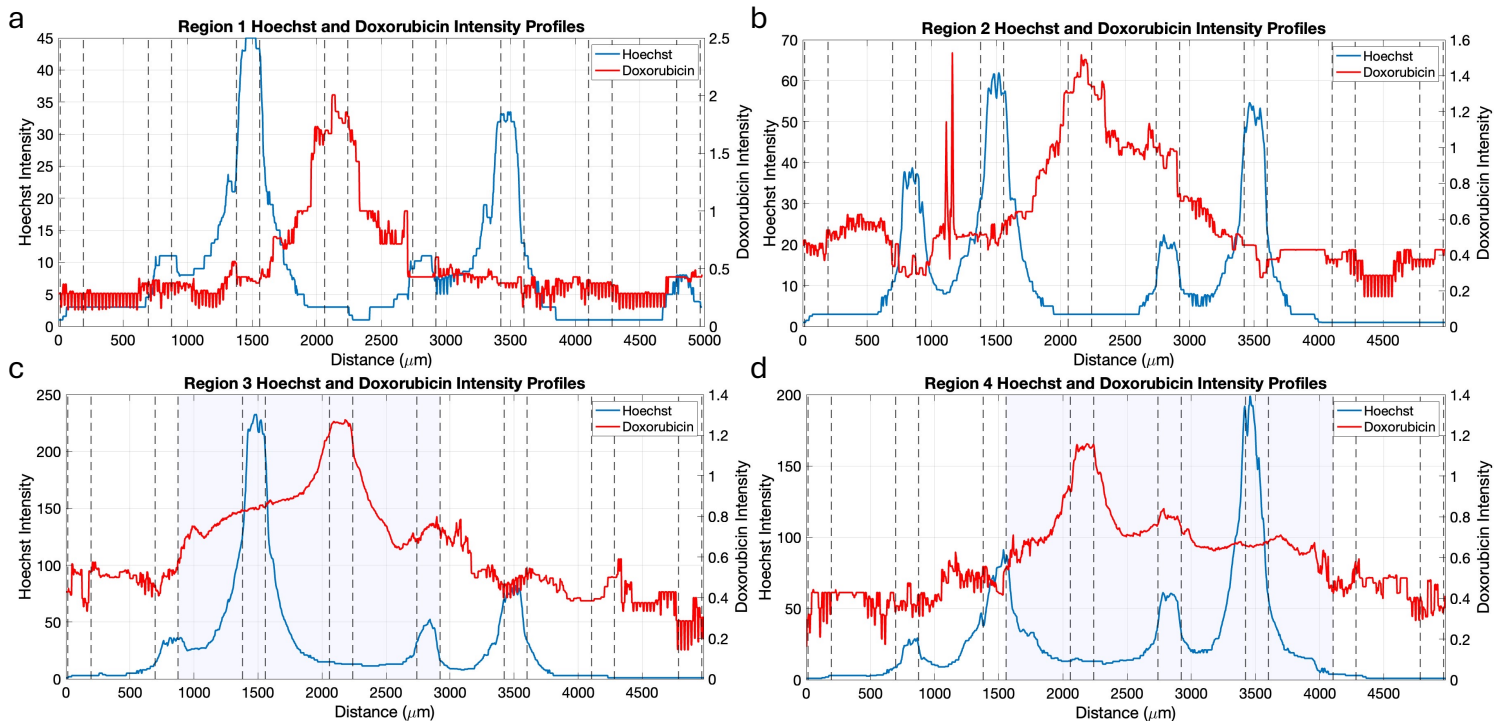 a
Region 1 Hoechst and Doxorubicin Intensity Profiles
45
40
35
30
25
20
15
10
5
0
Hoechst Intensity
2.5
2
1.5
1
0.5
0
Doxorubicin Intensity
Hoechst
Doxorubicin
0 500 1000 1500 2000 2500 3000 3500 4000 4500 5000
Distance (μm)
b
Region 2 Hoechst and Doxorubicin Intensity Profiles
70
60
50
40
30
20
10
0
Hoechst Intensity
1.6
1.4
1.2
1
0.8
0.6
0.4
0.2
0
Doxorubicin Intensity
Hoechst
Doxorubicin
0 500 1000 1500 2000 2500 3000 3500 4000 4500
Distance (μm)
c
Region 3 Hoechst and Doxorubicin Intensity Profiles
250
200
150
100
50
0
Hoechst Intensity
1.4
1.2
1
0.8
0.6
0.4
0.2
0
Doxorubicin Intensity
Hoechst
Doxorubicin
0 500 1000 1500 2000 2500 3000 3500 4000 4500
Distance (μm)
d
Region 4 Hoechst and Doxorubicin Intensity Profiles
200
150
100
50
0
Hoechst Intensity
1.4
1.2
1
0.8
0.6
0.4
0.2
0
Doxorubicin Intensity
Hoechst
Doxorubicin
0 500 1000 1500 2000 2500 3000 3500 4000 4500
Distance (μm)